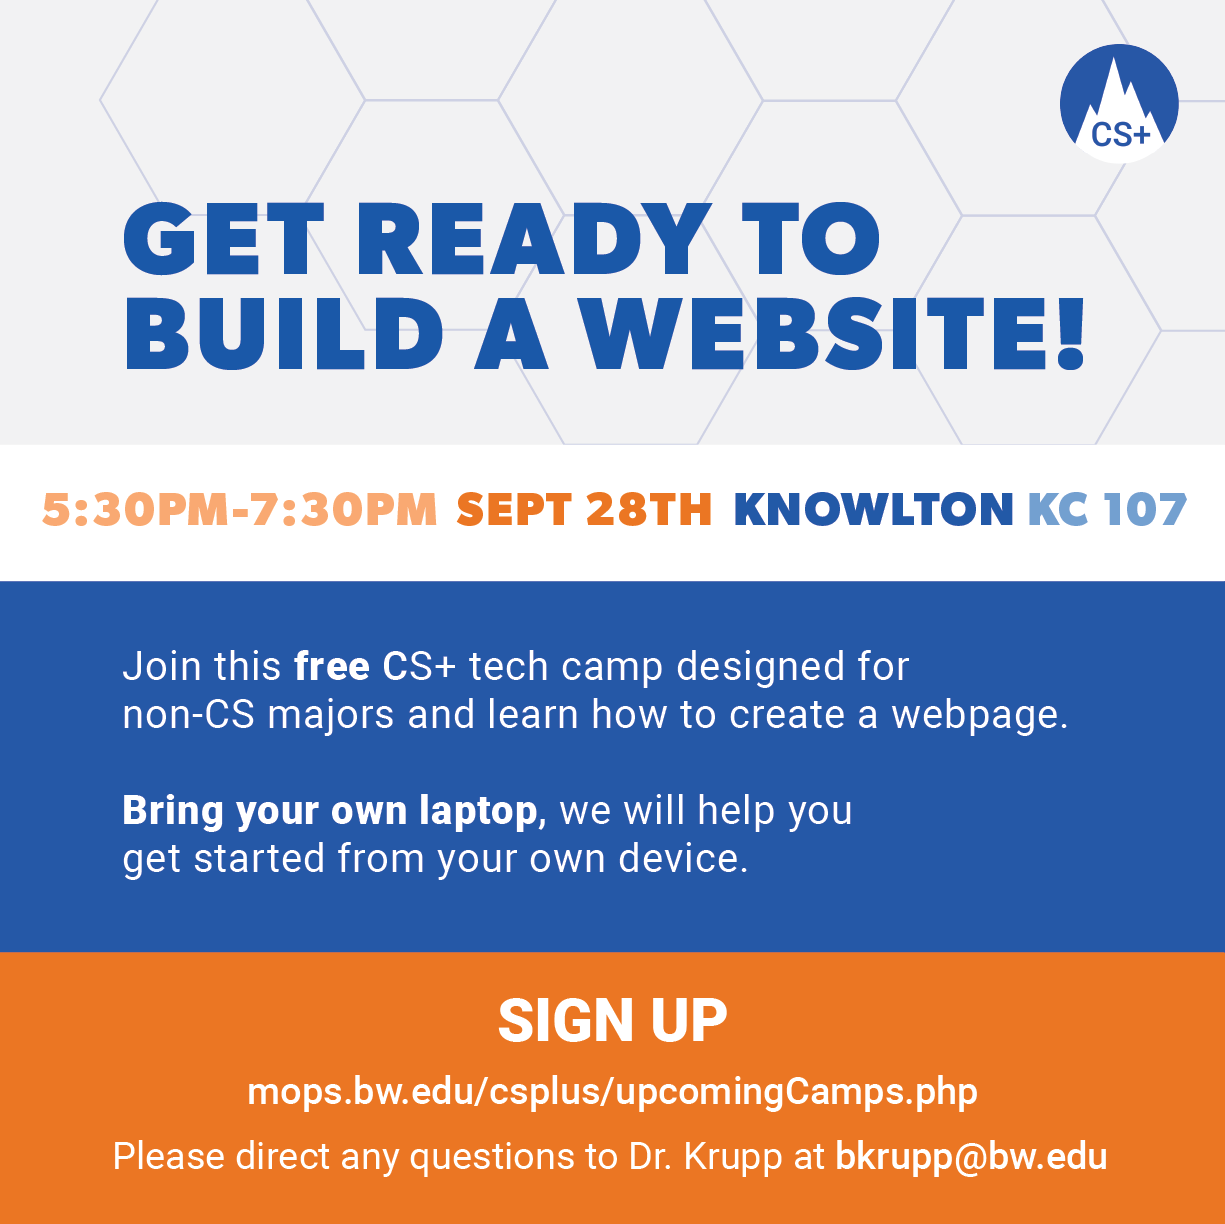 CS+
GET READY TO
BUILD A WEBSITE!
5:30PM-7:30PM SEPT 28TH KNOWLTON KC 107
Join this free CS+ tech camp designed for
non-CS majors and learn how to create a webpage.
Bring your own laptop, we will help you
get started from your own device.
SIGN UP
mops.bw.edu/csplus/upcomingCamps.php
Please direct any questions to Dr. Krupp at bkrupp@bw.edu